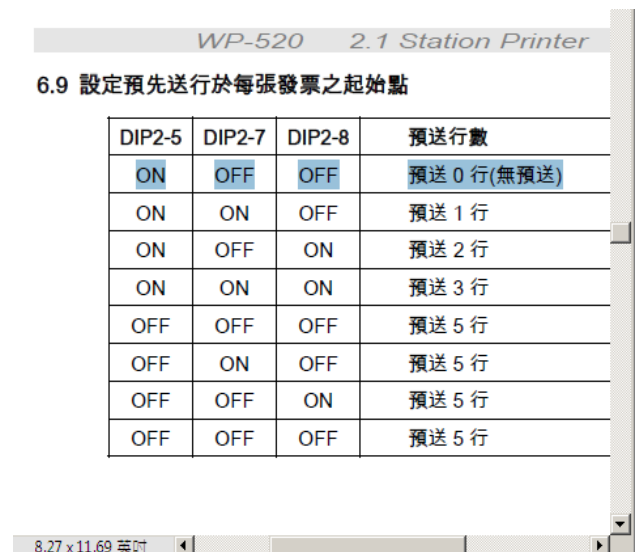 WP-520 2.1 Station Printer
6.9 設定預先送行於每張發票之起始點
DIP2-5 DIP2-7 DIP2-8 預送行數
ON OFF OFF 預送 0 行(無預送)
ON ON OFF 預送 1 行
ON OFF ON 預送 2 行
ON ON ON 預送 3 行
OFF OFF OFF 預送 5 行
OFF ON OFF 預送 5 行
OFF OFF ON 預送 5 行
OFF OFF OFF 預送 5 行
8.27 x 11.69 英吋